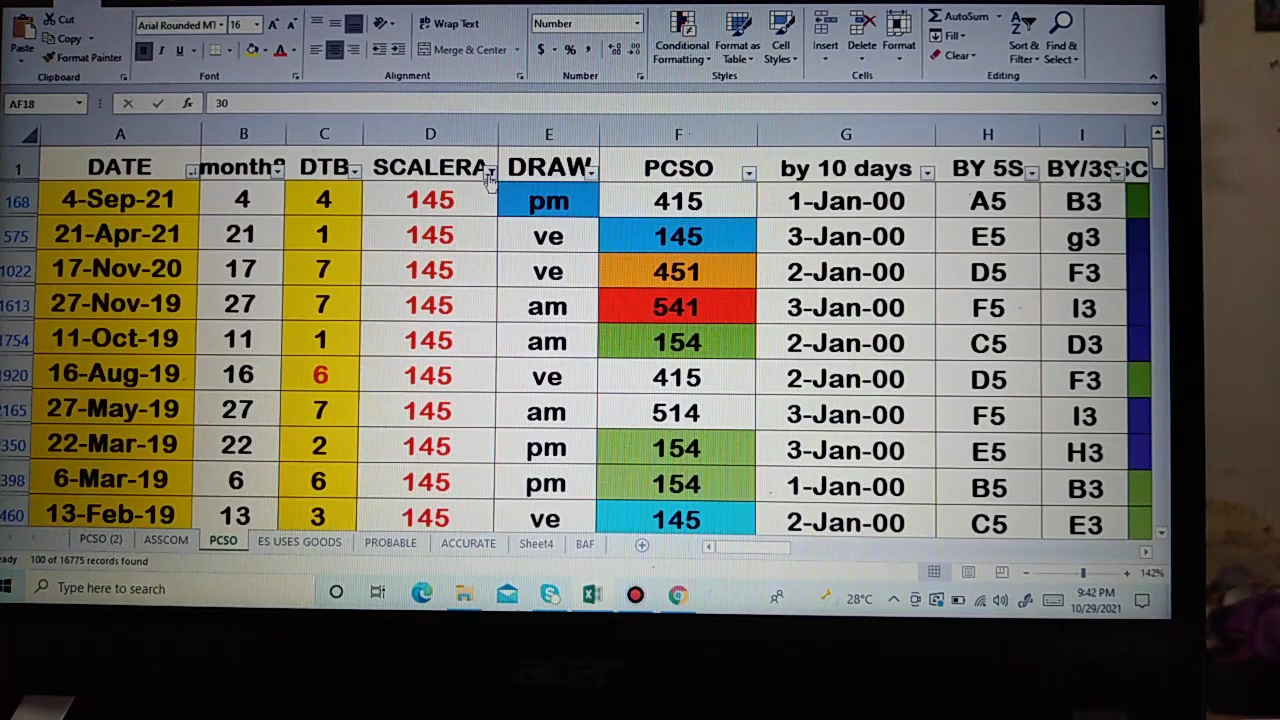 Cut
Copy
Format Painter
Paste
Clipboard
Arial Rounded MT 16 A A
B I U A
Font
Wrap Text
Merge & Center
Alignment
Number
$ % ,
Number
Conditional Formatting
Format as Table
Cell Styles
Styles
Insert Delete Format
Cells
AutoSum
Fill
Clear
Sort & Filter
Find & Select
Editing
AF18 fx 30
A B C D E F G H I
1 DATE month DTB SCALERA DRAW PCSO by 10 days BY 5S BY/3S
168 4-Sep-21 4 4 145 pm 415 1-Jan-00 A5 B3
575 21-Apr-21 21 1 145 ve 145 3-Jan-00 E5 g3
1022 17-Nov-20 17 7 145 ve 451 2-Jan-00 D5 F3
1613 27-Nov-19 27 7 145 am 541 3-Jan-00 F5 I3
1754 11-Oct-19 11 1 145 am 154 2-Jan-00 C5 D3
1920 16-Aug-19 16 6 145 ve 415 2-Jan-00 D5 F3
2165 27-May-19 27 7 145 am 514 3-Jan-00 F5 I3
350 22-Mar-19 22 2 145 pm 154 3-Jan-00 E5 H3
398 6-Mar-19 6 6 145 pm 154 1-Jan-00 B5 B3
460 13-Feb-19 13 3 145 ve 145 2-Jan-00 C5 E3
PCSO (2) ASSCOM PCSO ES USES GOODS PROBABLE ACCURATE Sheet4 BAF
eady 100 of 16775 records found 142%
Type here to search 28°C 9:42 PM
10/29/2021
acer